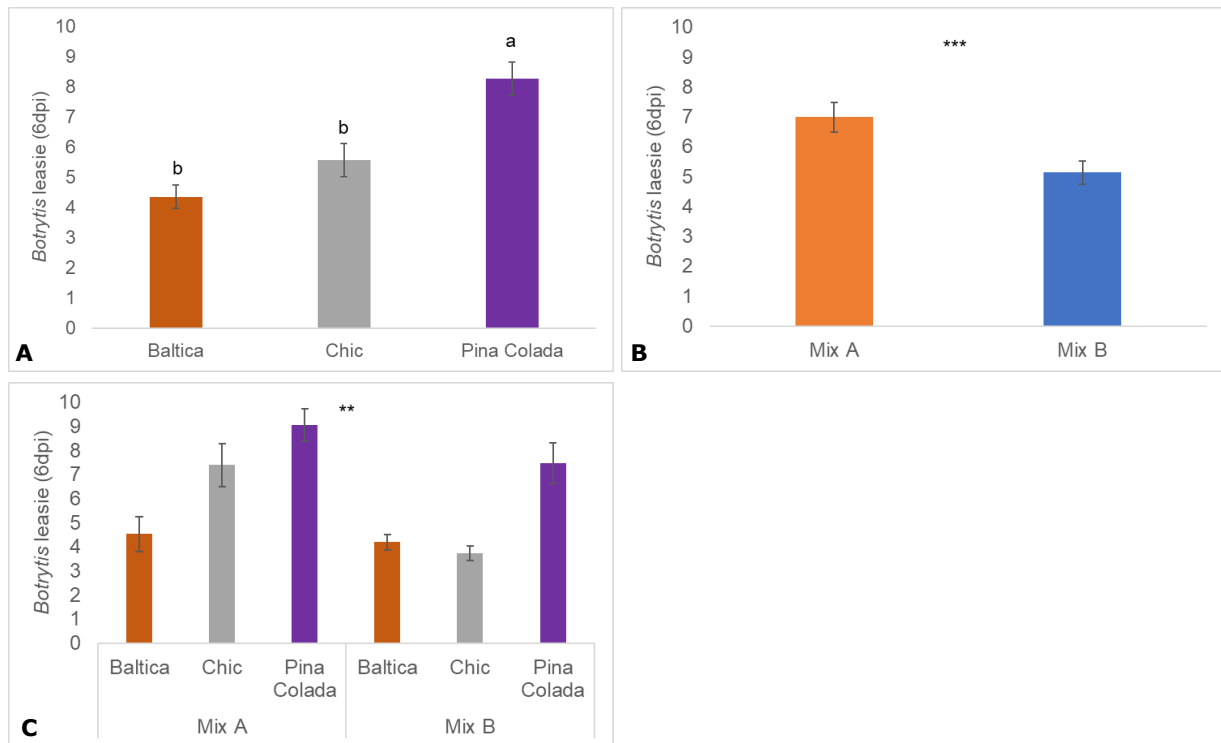 10
9
8
7
6
5
4
3
2
1
0
Botrytis leasie (6dpi)
b
b
a
Baltica Chic Pina Colada
A
10
9
8
7
6
5
4
3
2
1
0
Botrytis laesie (6dpi)
***
Mix A Mix B
B
10
9
8
7
6
5
4
3
2
1
0
Botrytis leasie (6dpi)
**
Baltica Chic Pina Baltica Chic Pina
Colada Colada
Mix A Mix B
C